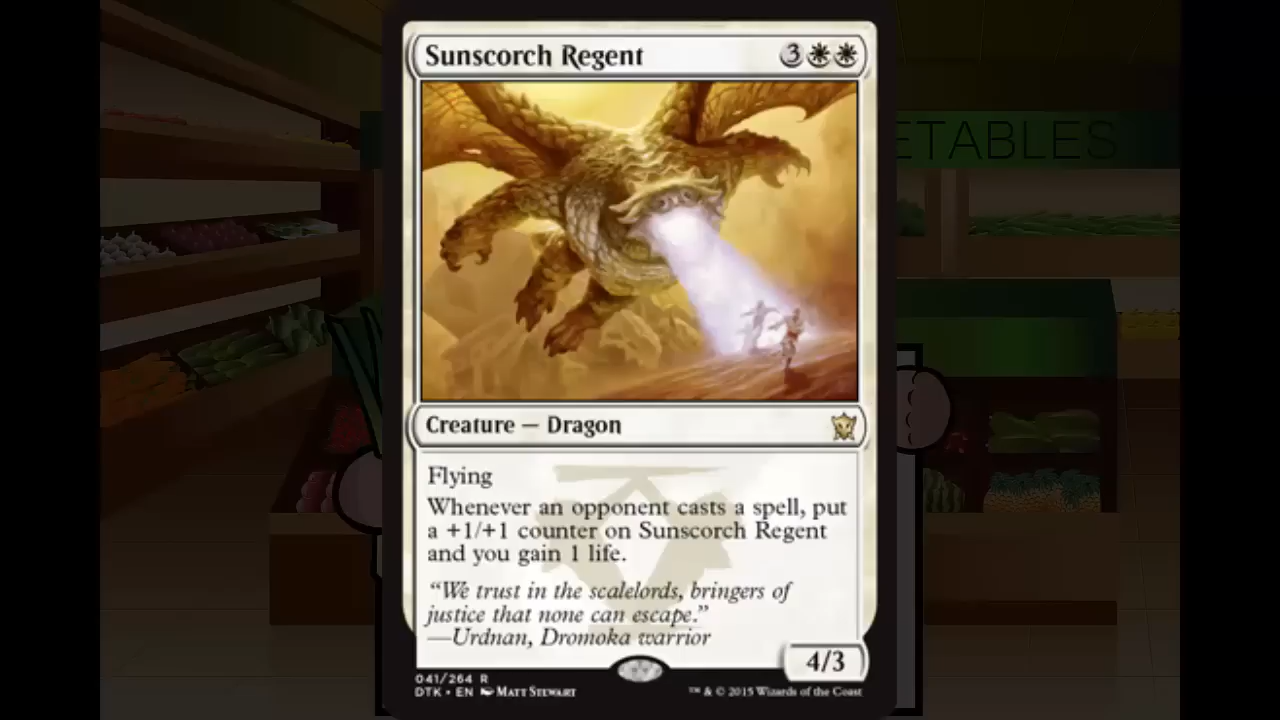 Sunscorch Regent 3
ETABLES
Creature — Dragon
Flying
Whenever an opponent casts a spell, put
a +1/+1 counter on Sunscorch Regent
and you gain 1 life.
“We trust in the scalelords, bringers of
justice that none can escape.”
—Urdnan, Dromoka warrior
4/3
041/264 R
DTK • EN MATT STEWART
™ & © 2015 Wizards of the Coast